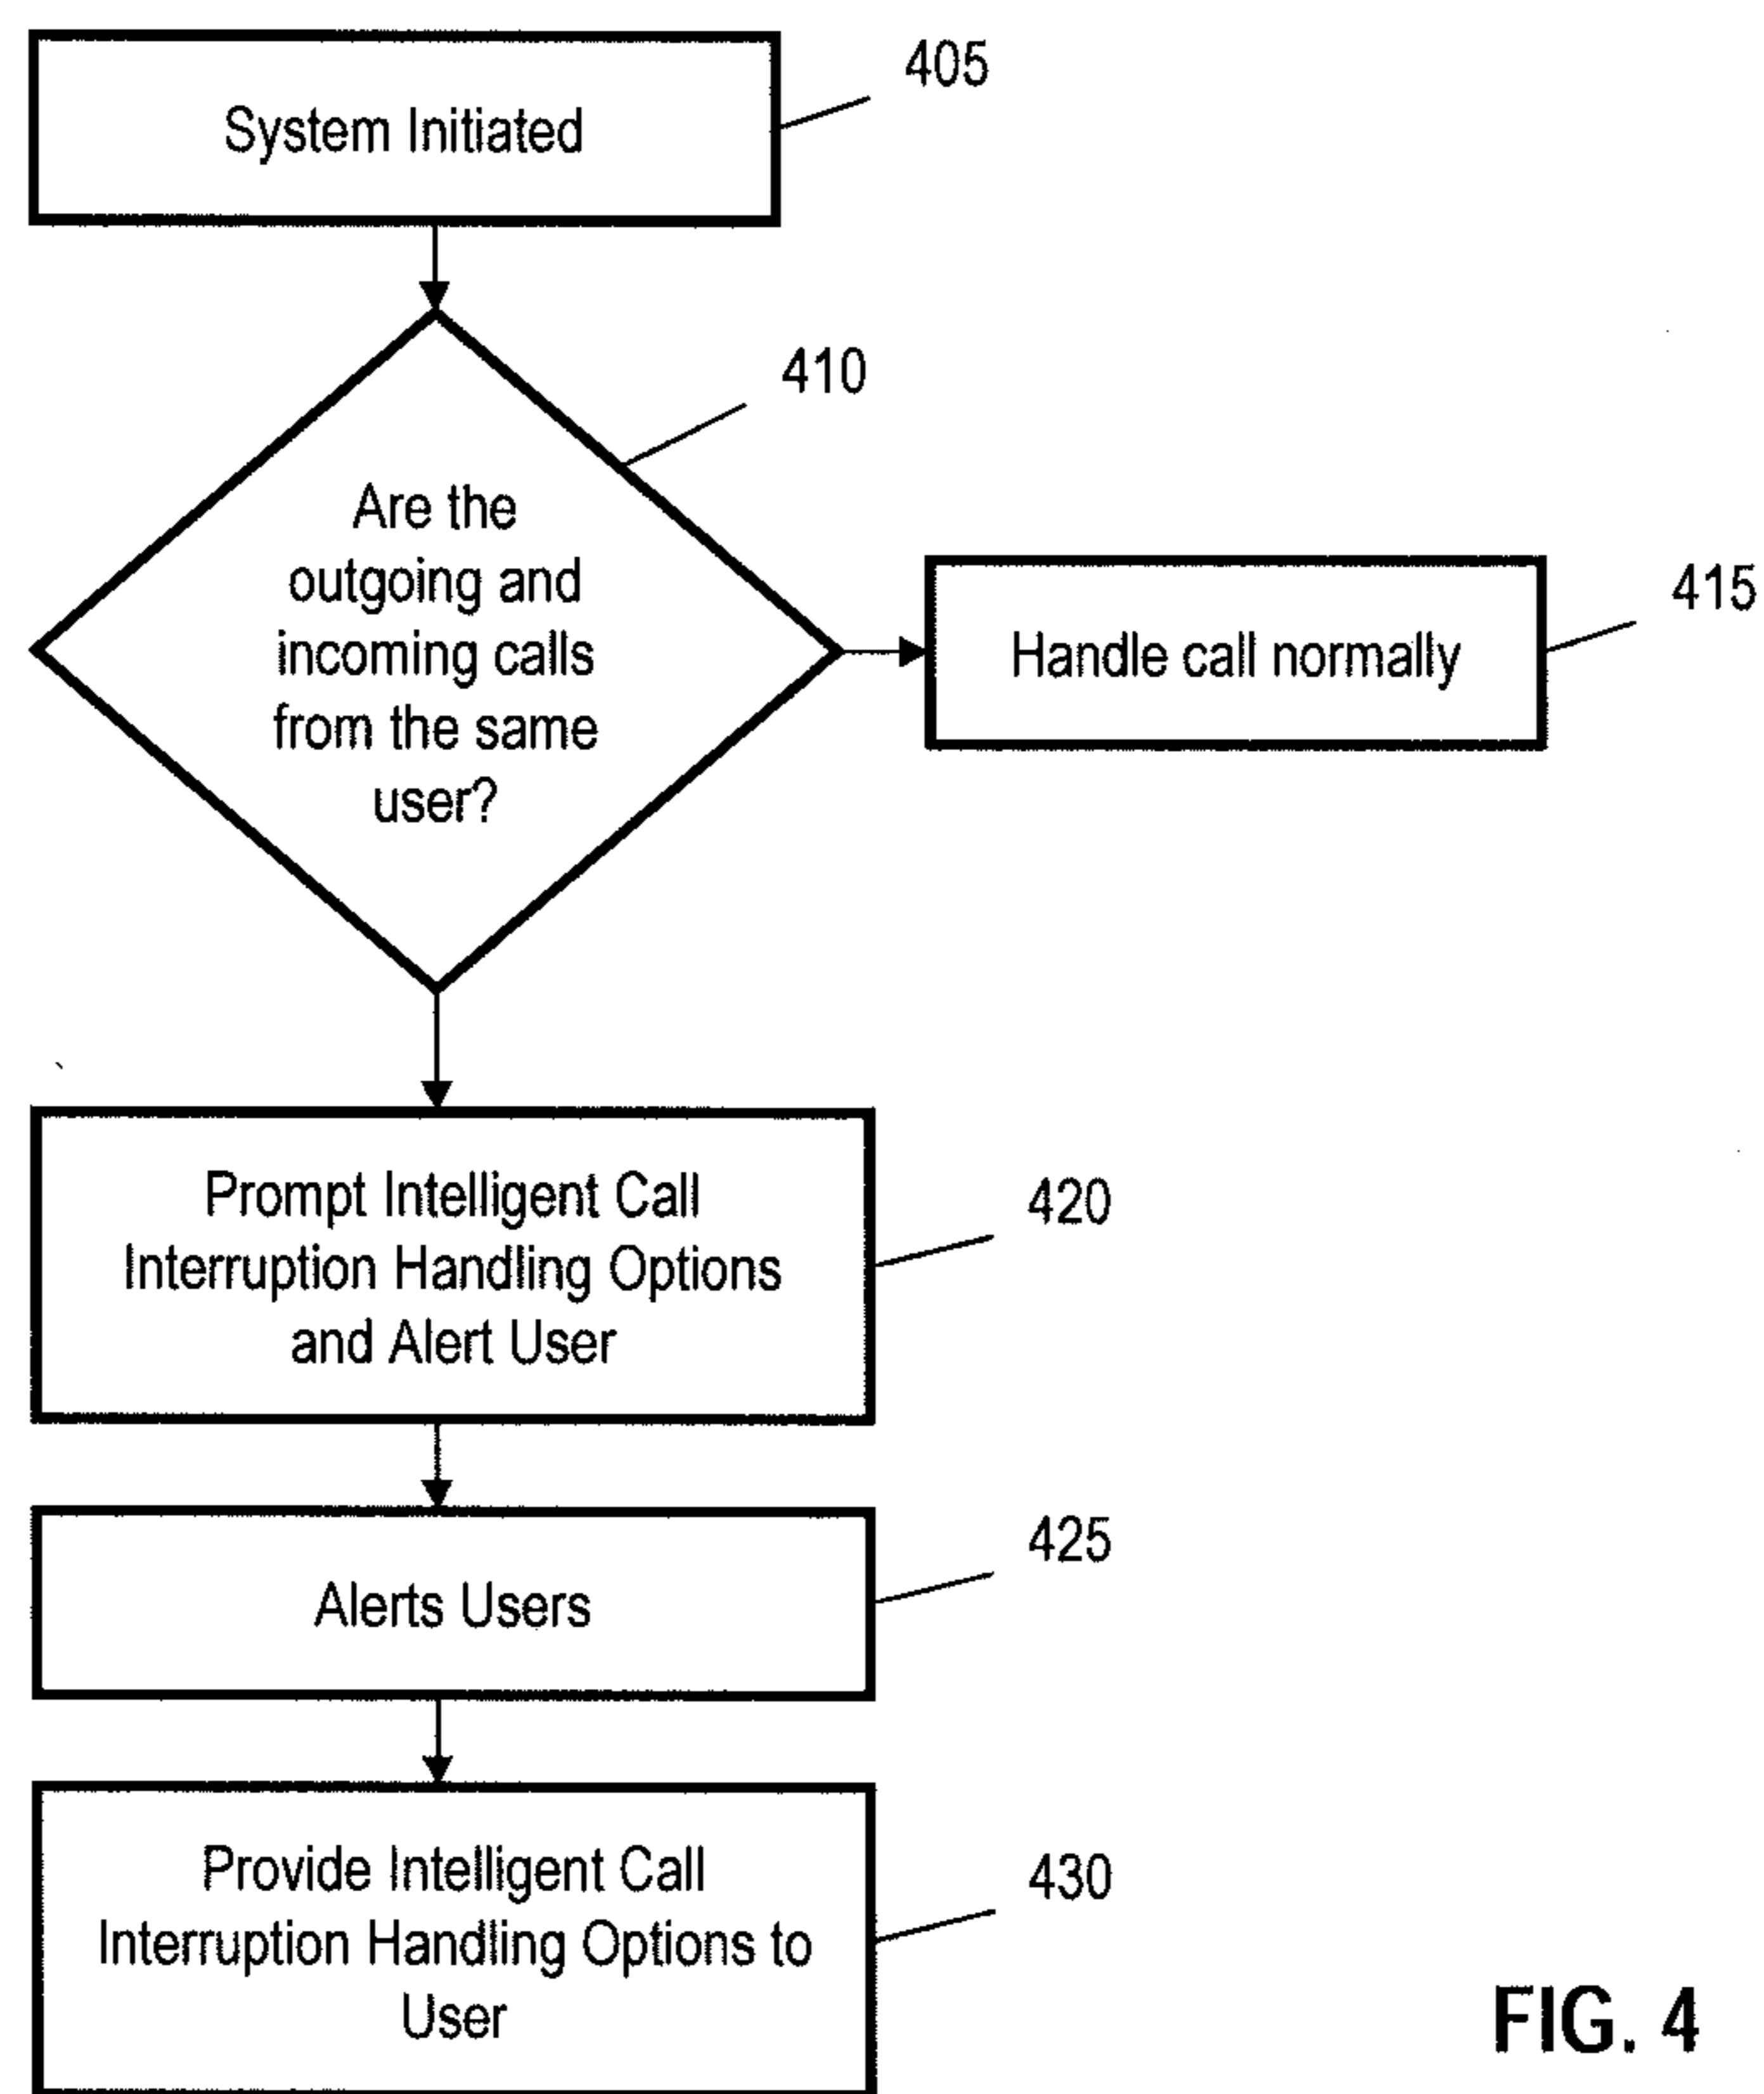 405
System Initiated
410
Are the
outgoing and
incoming calls
from the same
user?
415
Handle call normally
420
Prompt Intelligent Call
Interruption Handling Options
and Alert User
425
Alerts Users
430
Provide Intelligent Call
Interruption Handling Options to
User
FIG. 4